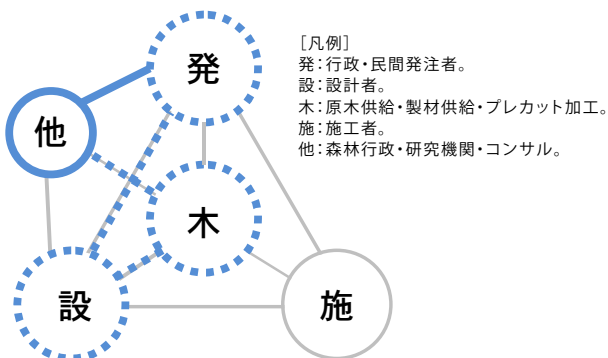 発
他
木
設
施
[凡例]
発：行政・民間発注者。
設：設計者。
木：原木供給・製材供給・プレカット加工。
施：施工者。
他：森林行政・研究機関・コンサル。